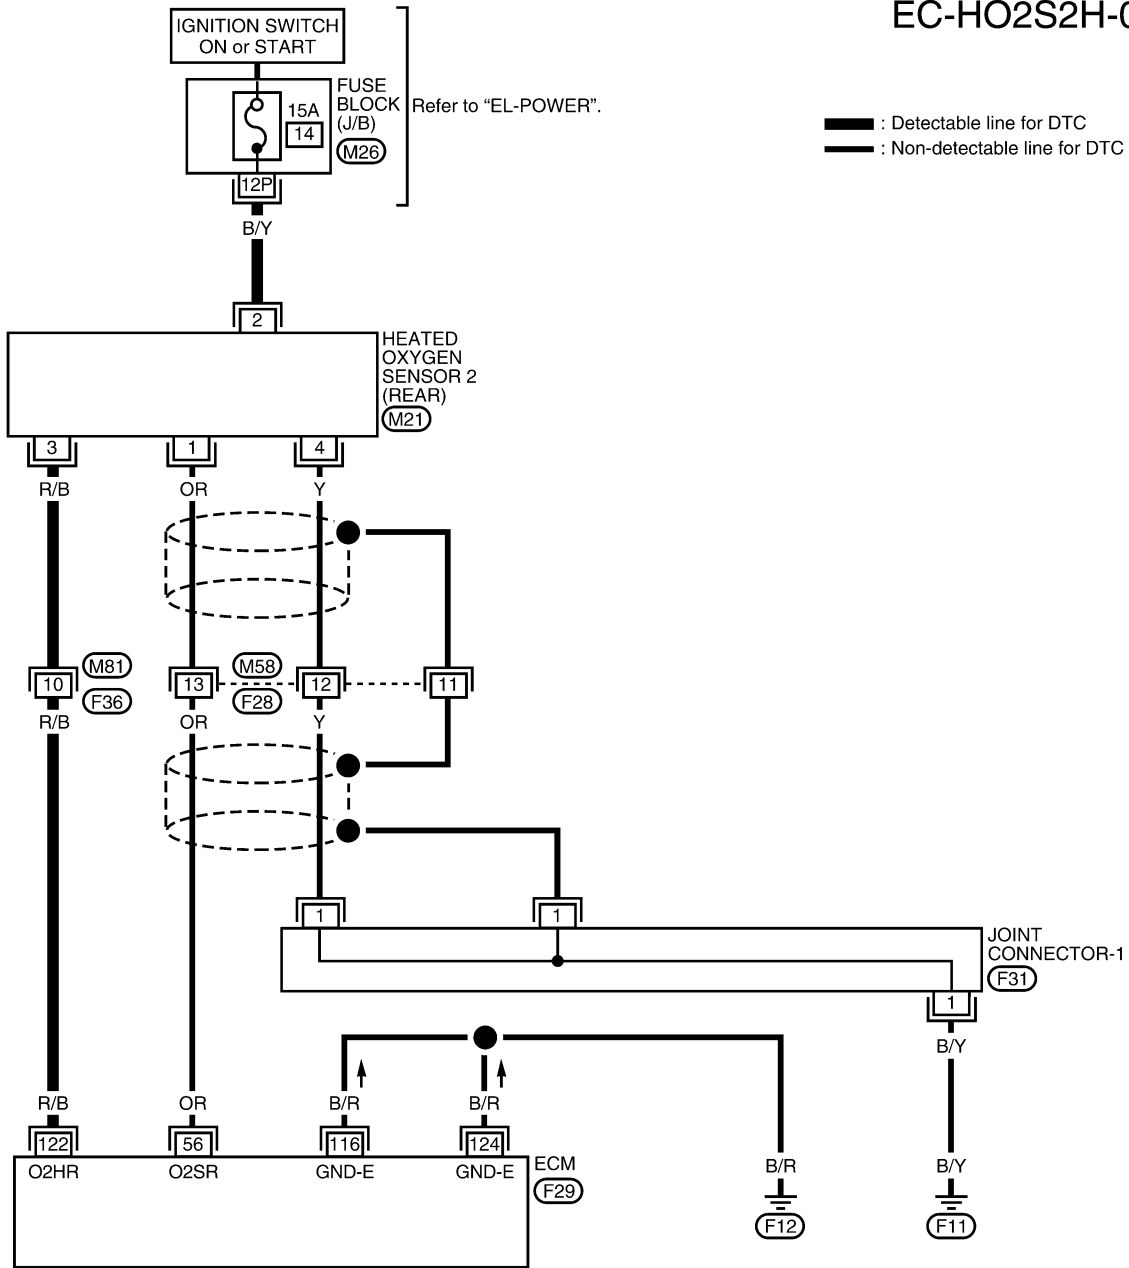 EC-HO2S2H-0
IGNITION SWITCH
ON or START
FUSE
BLOCK
(J/B)
M26
15A
14
Refer to “EL-POWER”.
: Detectable line for DTC
: Non-detectable line for DTC
12P
B/Y
2
HEATED
OXYGEN
SENSOR 2
(REAR)
M21
3 1 4
R/B OR Y
M81 M58
10 13 12 11
F36 F28
R/B OR Y
1 1
JOINT
CONNECTOR-1
F31
1
B/Y
R/B OR B/R B/R
122 56 116 124
O2HR O2SR GND-E GND-E
ECM
F29
B/R B/Y
F12 F11